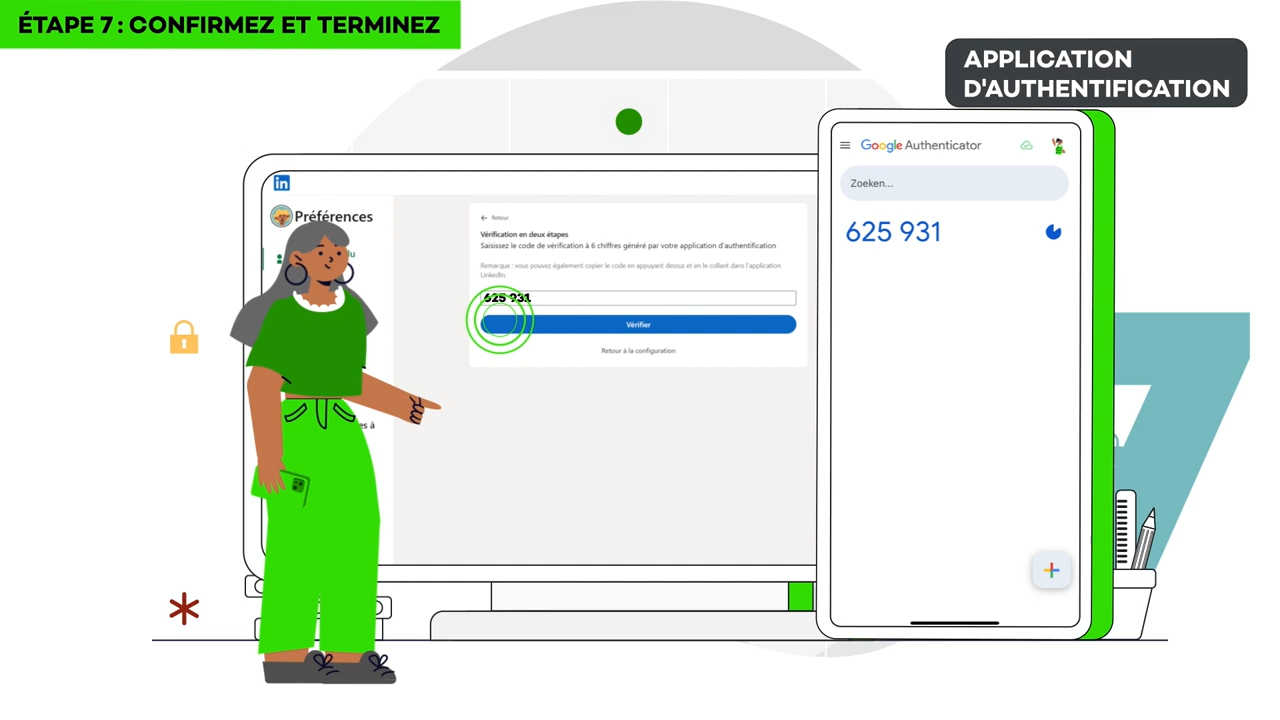 ÉTAPE 7 : CONFIRMEZ ET TERMINEZ
APPLICATION
D'AUTHENTIFICATION
in
Préférences
u
es à
Retour
Vérification en deux étapes
Saisissez le code de vérification à 6 chiffres généré par votre application d'authentification
Remarque : vous pouvez également copier le code en appuyant dessus et en le collant dans l'application
LinkedIn.
625 931
Vérifier
Retour à la configuration
Google Authenticator
Zoeken...
625 931
7